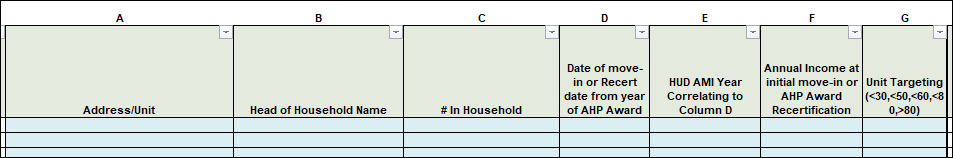 A B C D E F G
Address/Unit
Head of Household Name
# In Household
Date of move-
in or Recert
date from year
of AHP Award
HUD AMI Year
Correlating to
Column D
Annual Income at
initial move-in or
AHP Award
Recertification
Unit Targeting
(<30,<50,<60,<8
0,>80)